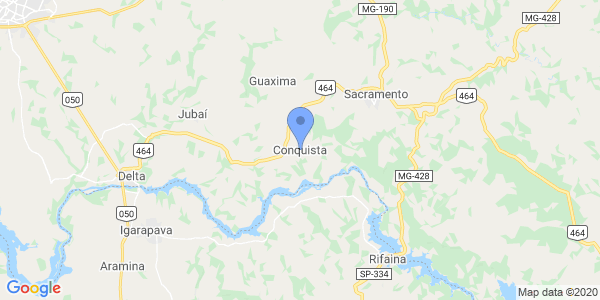 MG-190
MG-428
Guaxima
464
Sacramento
050
464
Jubaí
464
Conquista
Delta
MG-428
050
Igarapava
464
Rifaina
Aramina
SP-334
Google
Map data ©2020